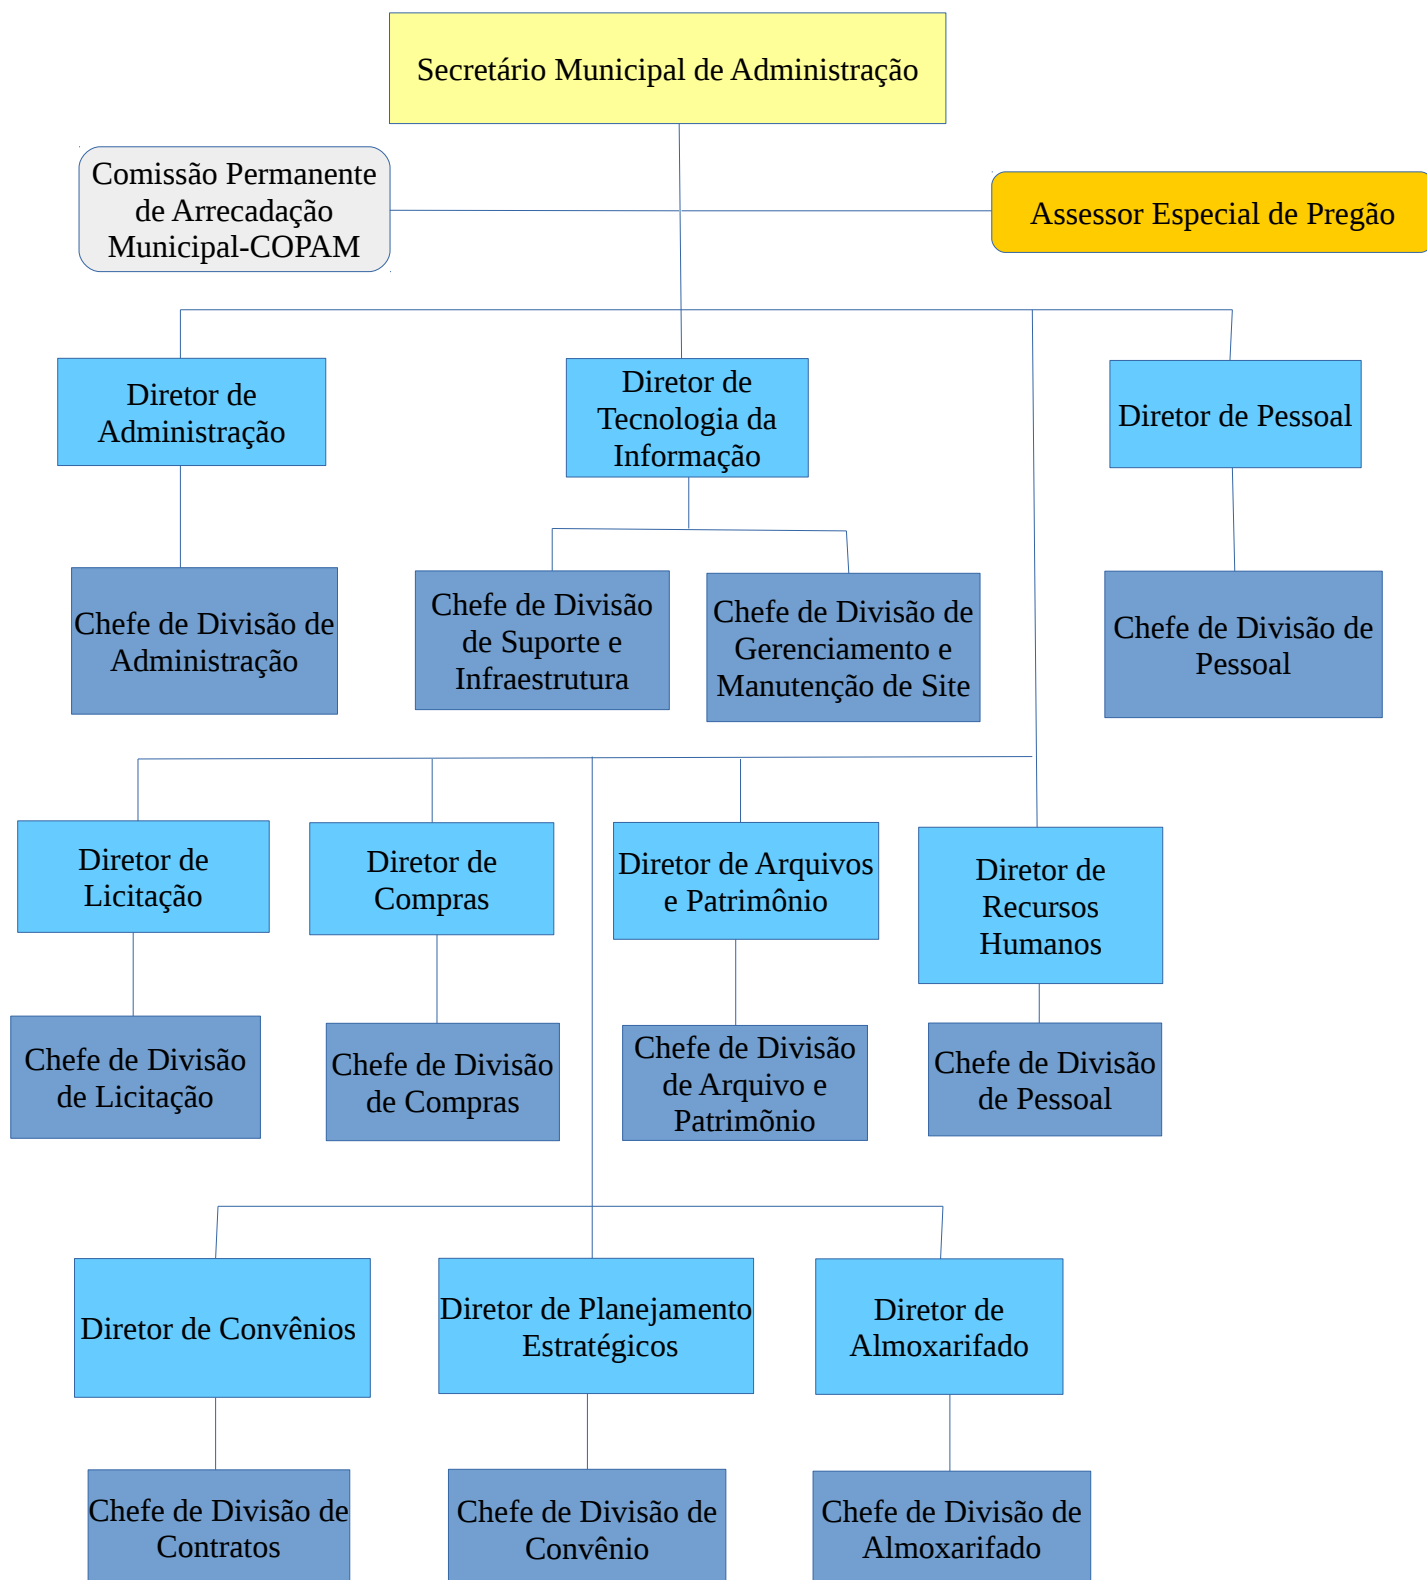 Secretário Municipal de Administração
Comissão Permanente
de Arrecadação
Municipal-COPAM
Assessor Especial de Pregão
Diretor de
Administração
Diretor de
Tecnologia da
Informação
Diretor de Pessoal
Chefe de Divisão de
Administração
Chefe de Divisão
de Suporte e
Infraestrutura
Chefe de Divisão de
Gerenciamento e
Manutenção de Site
Chefe de Divisão de
Pessoal
Diretor de
Licitação
Diretor de
Compras
Diretor de Arquivos
e Patrimônio
Diretor de
Recursos
Humanos
Chefe de Divisão
de Licitação
Chefe de Divisão
de Compras
Chefe de Divisão
de Arquivo e
Patrimõnio
Chefe de Divisão
de Pessoal
Diretor de Convênios
Diretor de Planejamento
Estratégicos
Diretor de
Almoxarifado
Chefe de Divisão de
Contratos
Chefe de Divisão de
Convênio
Chefe de Divisão de
Almoxarifado